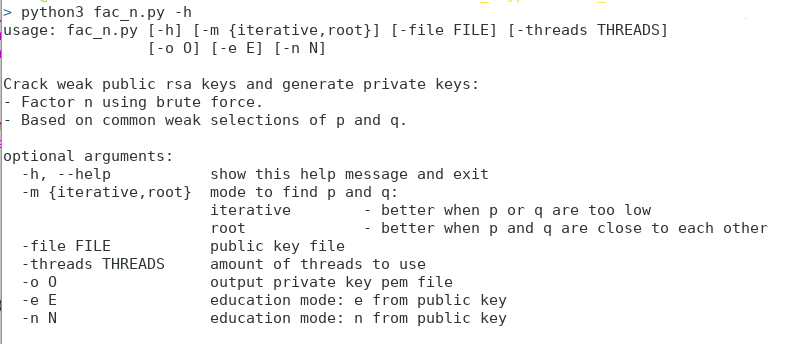 > python3 fac_n.py -h
usage: fac_n.py [-h] [-m {iterative,root}] [-file FILE] [-threads THREADS]
                [-o O] [-e E] [-n N]

Crack weak public rsa keys and generate private keys:
- Factor n using brute force.
- Based on common weak selections of p and q.

optional arguments:
  -h, --help           show this help message and exit
  -m {iterative,root}  mode to find p and q:
                       iterative        - better when p or q are too low
                       root             - better when p and q are close to each other
  -file FILE           public key file
  -threads THREADS     amount of threads to use
  -o O                 output private key pem file
  -e E                 education mode: e from public key
  -n N                 education mode: n from public key